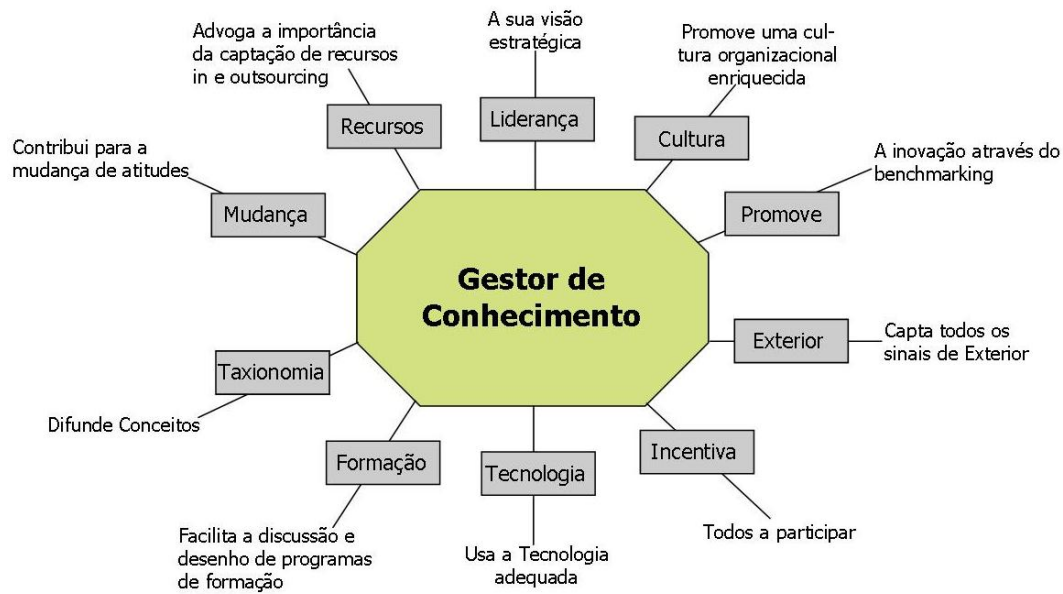 A sua visão
estratégica
Liderança
Promove uma cul-
tura organizacional
enriquecida
Cultura
A inovação através do
benchmarking
Promove
Capta todos os
sinais de Exterior
Exterior
Todos a participar
Incentiva
Usa a Tecnologia
adequada
Tecnologia
Facilita a discussão e
desenho de programas
de formação
Formação
Difunde Conceitos
Taxionomia
Contribui para a
mudança de atitudes
Mudança
Advoga a importância
da captação de recursos
in e outsourcing
Recursos
Gestor de
Conhecimento